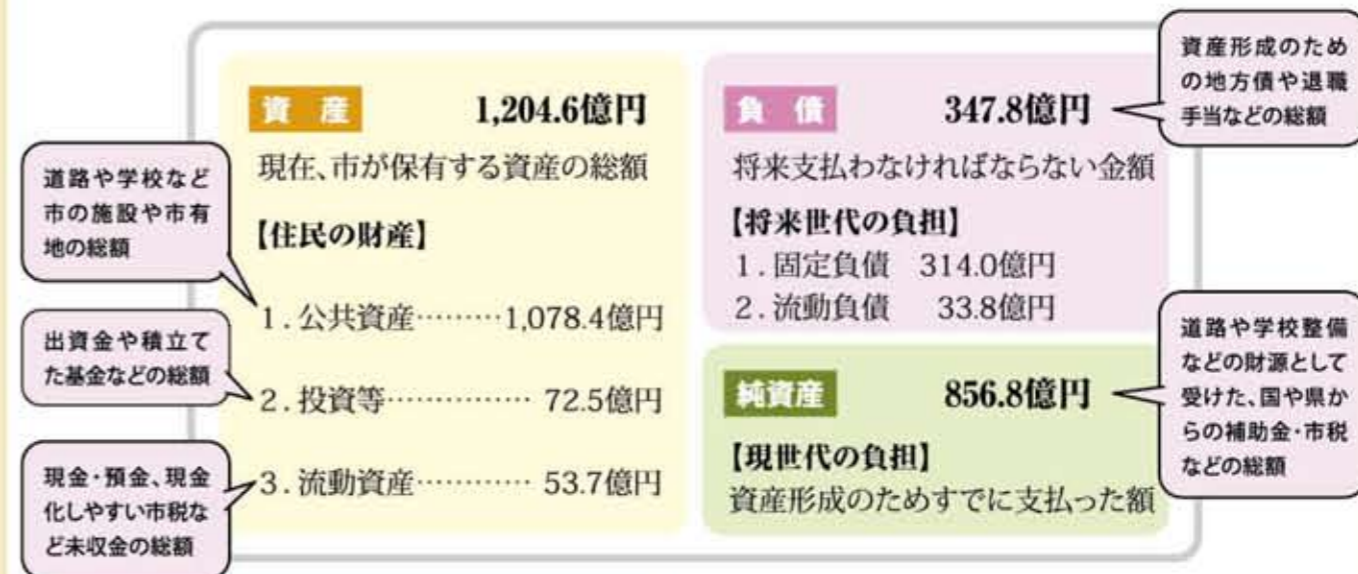 資産 1,204.6億円
現在、市が保有する資産の総額
【住民の財産】
1．公共資産………1,078.4億円
2．投資等…………… 72.5億円
3．流動資産………… 53.7億円
道路や学校など
市の施設や市有
地の総額
出資金や積立て
た基金などの総額
現金・預金、現金
化しやすい市税な
ど未収金の総額
負債 347.8億円
将来支払わなければならない金額
【将来世代の負担】
1．固定負債 314.0億円
2．流動負債 33.8億円
資産形成のため
の地方債や退職
手当などの総額
純資産 856.8億円
【現世代の負担】
資産形成のためすでに支払った額
道路や学校整備
などの財源として
受けた、国や県か
らの補助金・市税
などの総額